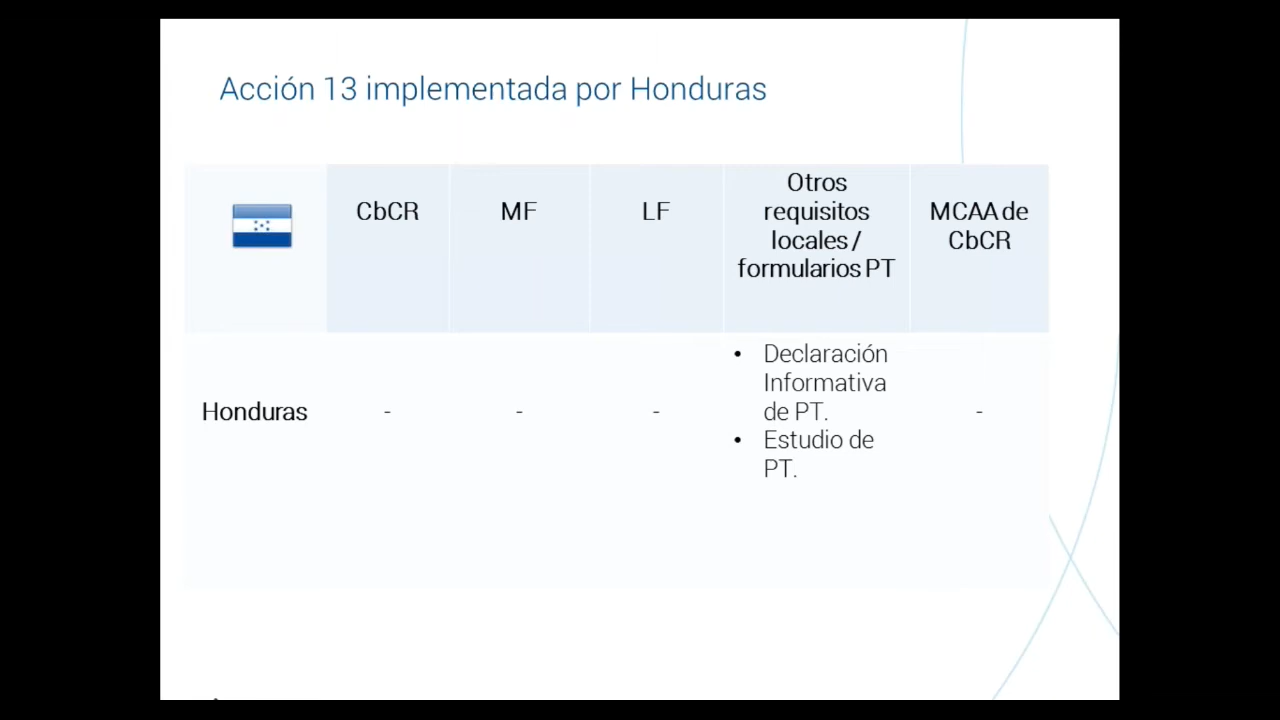 Acción 13 implementada por Honduras
CbCR
MF
LF
Otros
requisitos
locales /
formularios PT
MCAA de
CbCR
Honduras
-
-
-
• Declaración
Informativa
de PT.
• Estudio de
PT.
-